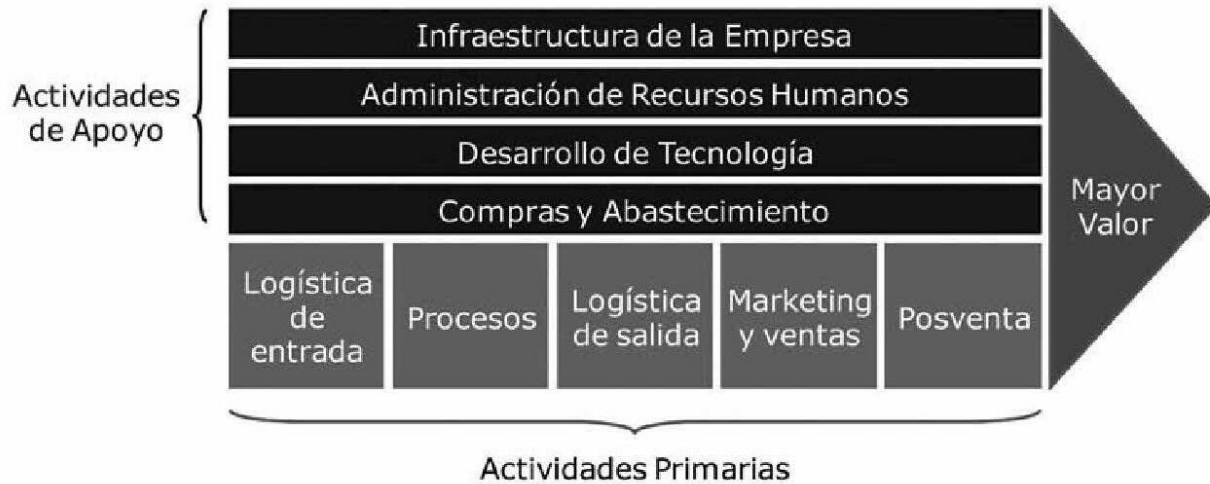 Infraestructura de la Empresa
Administración de Recursos Humanos
Desarrollo de Tecnología
Compras y Abastecimiento
Actividades
de Apoyo
Logística
de
entrada
Procesos
Logística
de salida
Marketing
y ventas
Posventa
Mayor
Valor
Actividades Primarias